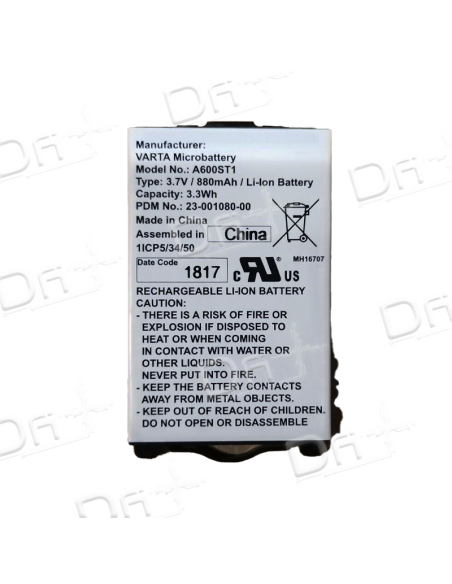 Manufacturer:
VARTA Microbattery
Model No.: A600ST1
Type: 3.7V / 880mAh / Li-Ion Battery
Capacity: 3.3Wh
PDM No.: 23-001080-00
Made in China
Assembled in China
1ICP5/34/50
MH16707
Date Code 1817
c RU US
RECHARGEABLE LI-ION BATTERY
CAUTION:
- THERE IS A RISK OF FIRE OR
EXPLOSION IF DISPOSED TO
HEAT OR WHEN COMING
IN CONTACT WITH WATER OR
OTHER LIQUIDS.
NEVER PUT INTO FIRE.
- KEEP THE BATTERY CONTACTS
AWAY FROM METAL OBJECTS.
- KEEP OUT OF REACH OF CHILDREN.
DO NOT OPEN OR DISASSEMBLE